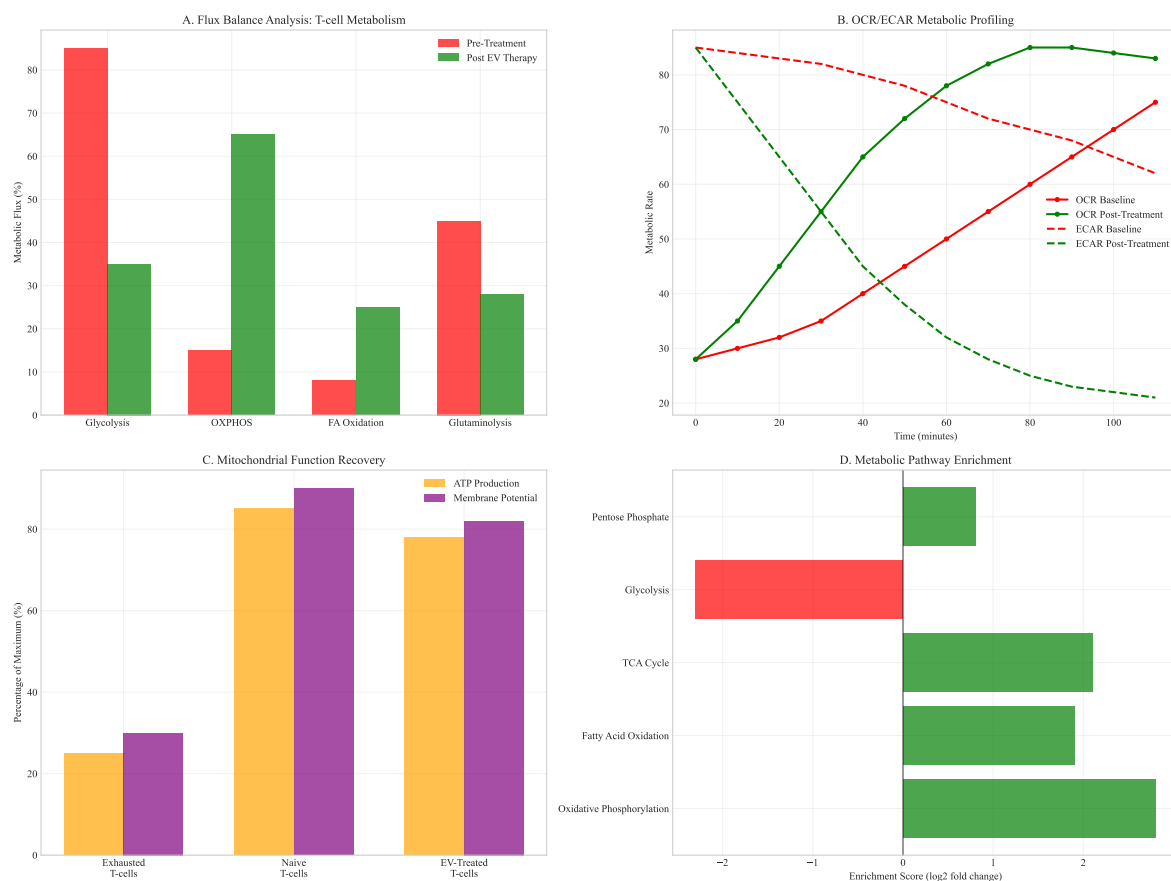 A. Flux Balance Analysis: T-cell Metabolism
Metabolic Flux (%)
80
70
60
50
40
30
20
10
0
Glycolysis
OXPHOS
FA Oxidation
Glutaminolysis
Pre-Treatment
Post EV Therapy
B. OCR/ECAR Metabolic Profiling
Metabolic Rate
80
70
60
50
40
30
20
0
20
40
60
80
100
Time (minutes)
OCR Baseline
OCR Post-Treatment
ECAR Baseline
ECAR Post-Treatment
C. Mitochondrial Function Recovery
Percentage of Maximum (%)
80
60
40
20
0
Exhausted
T-cells
Naive
T-cells
EV-Treated
T-cells
ATP Production
Membrane Potential
D. Metabolic Pathway Enrichment
Pentose Phosphate
Glycolysis
TCA Cycle
Fatty Acid Oxidation
Oxidative Phosphorylation
−2
−1
0
1
2
Enrichment Score (log2 fold change)